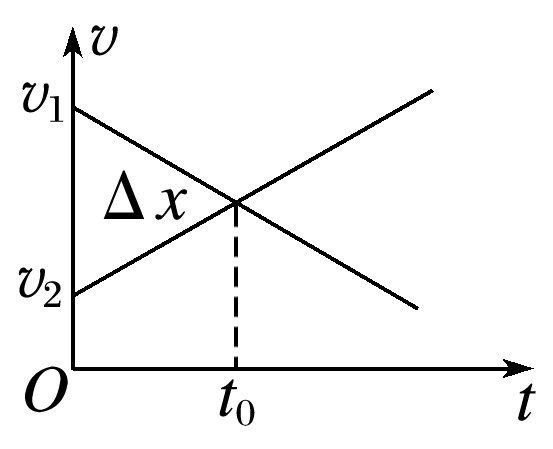 v
v₁
Δx
v₂
O
t₀
t